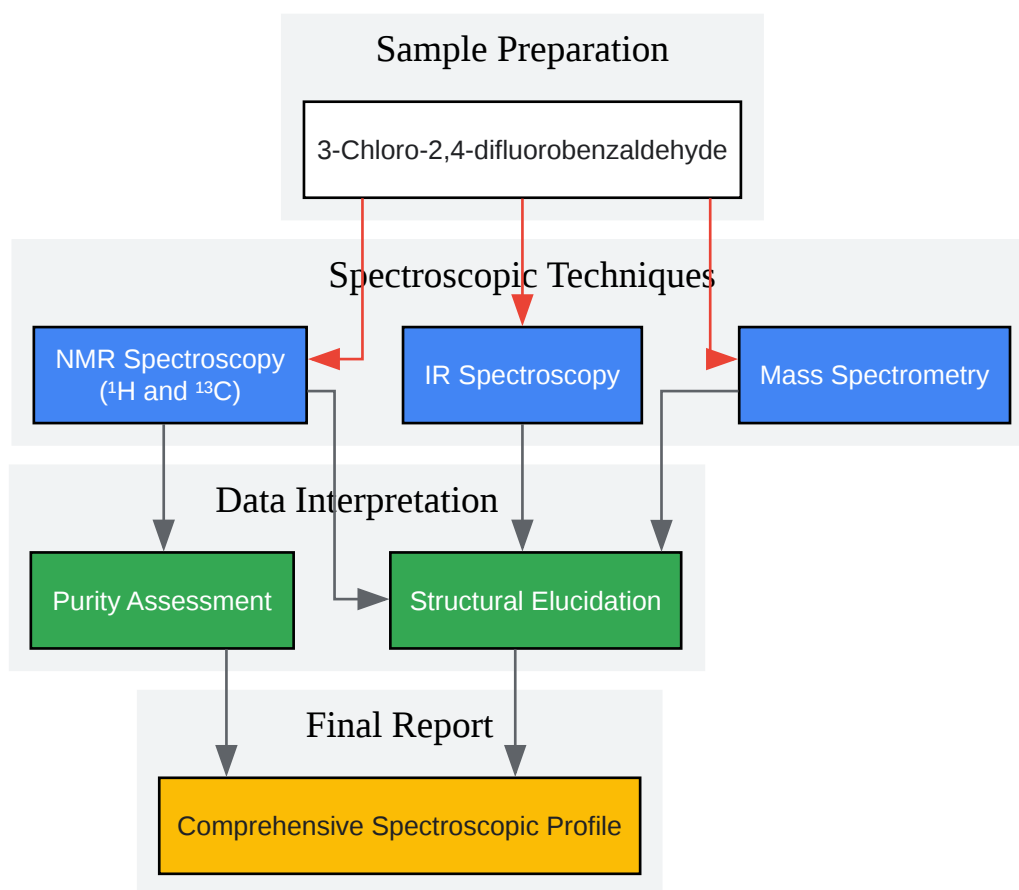 Sample Preparation
3-Chloro-2,4-difluorobenzaldehyde
Spectroscopic Techniques
NMR Spectroscopy
(¹H and ¹³C)
IR Spectroscopy
Mass Spectrometry
Data Interpretation
Purity Assessment
Structural Elucidation
Final Report
Comprehensive Spectroscopic Profile